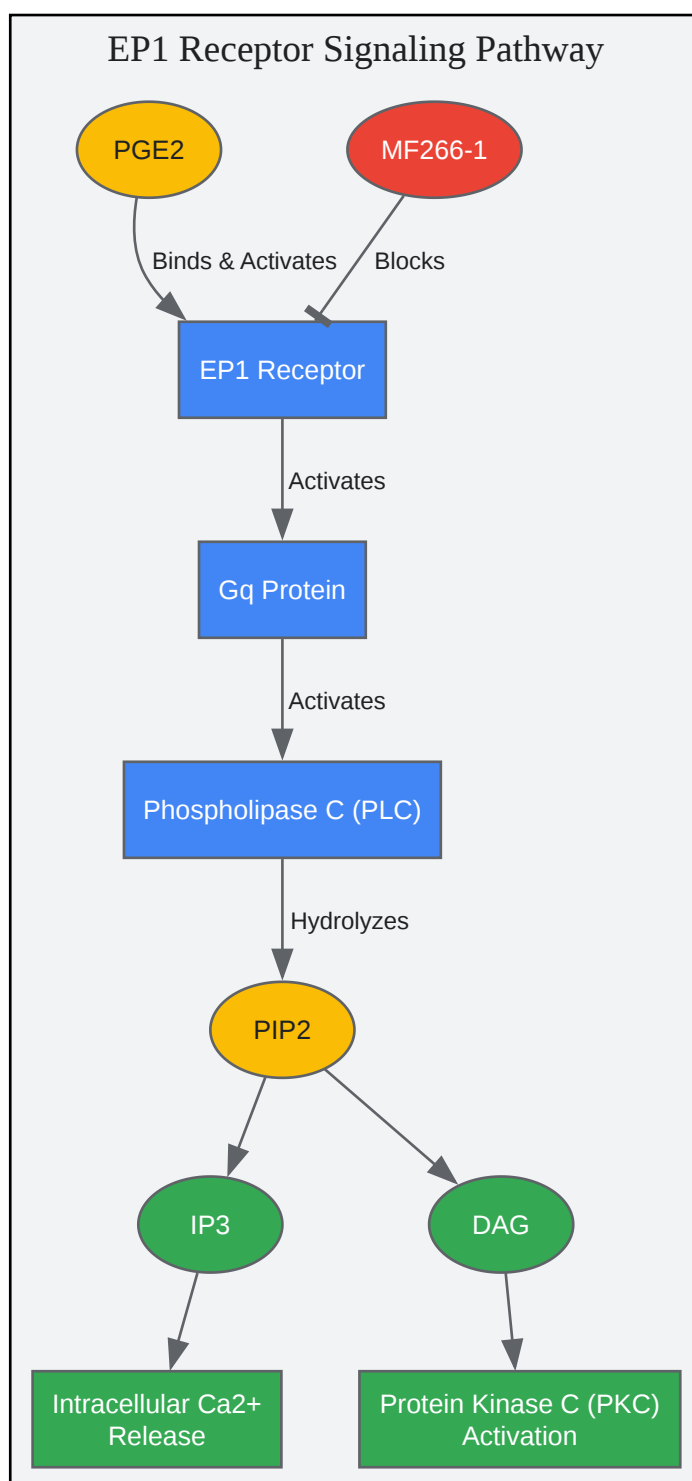 EP1 Receptor Signaling Pathway
PGE2
MF266-1
Binds & Activates
Blocks
EP1 Receptor
Activates
Gq Protein
Activates
Phospholipase C (PLC)
Hydrolyzes
PIP2
IP3
DAG
Intracellular Ca2+
Release
Protein Kinase C (PKC)
Activation